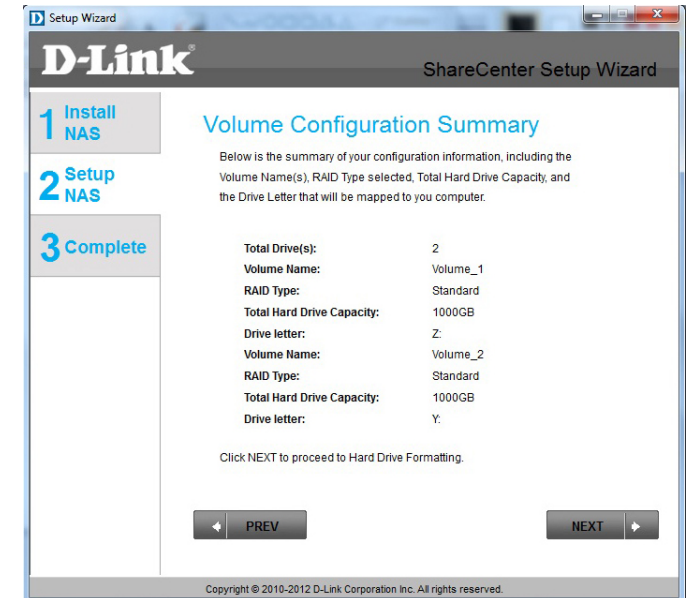 Setup Wizard
D-Link®
ShareCenter Setup Wizard
1 Install
NAS
2 Setup
NAS
3 Complete
Volume Configuration Summary
Below is the summary of your configuration information, including the
Volume Name(s), RAID Type selected, Total Hard Drive Capacity, and
the Drive Letter that will be mapped to you computer.
Total Drive(s): 2
Volume Name: Volume_1
RAID Type: Standard
Total Hard Drive Capacity: 1000GB
Drive letter: Z:
Volume Name: Volume_2
RAID Type: Standard
Total Hard Drive Capacity: 1000GB
Drive letter: Y:
Click NEXT to proceed to Hard Drive Formatting.
PREV NEXT
Copyright © 2010-2012 D-Link Corporation Inc. All rights reserved.